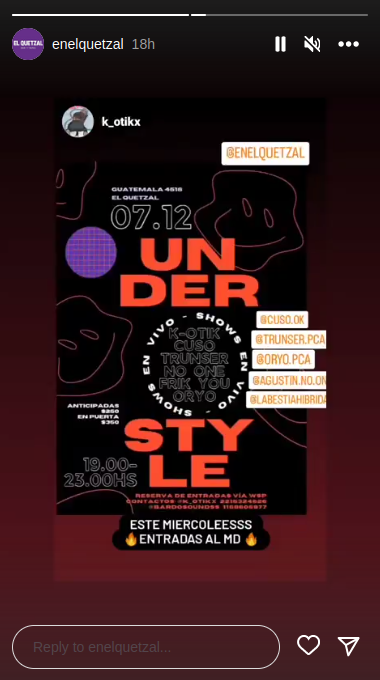 EL QUETZAL
enelquetzal 18h
k_otikx
@ENELQUETZAL
GUATEMALA 4516
EL QUETZAL
07.12
UN
DER
SHOWS EN VIVO - SHOWS EN VIVO -
K-OTIK
CUSO
TRUNSER
NO ONE
FRIK YOU
ORYO
@CUSO.OK
@TRUNSER.PCA
@ORYO.PCA
@AGUSTIN.NO.ON
@LABESTIAHIBRIDA
ANTICIPADAS
$250
EN PUERTA
$350
STY
LE
19.00-
23.00HS
RESERVA DE ENTRADAS VÍA WSP
CONTACTOS @K_OTIKX
@BARDOSOUNDSS
ESTE MIERCOLEESSS
🔥ENTRADAS AL MD 🔥
Reply to enelquetzal...